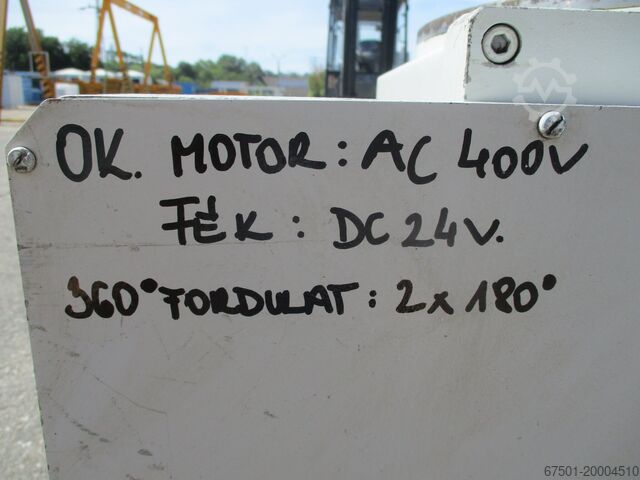 OK. MOTOR: AC 400V
FÉK: DC 24V.
360° FORDULAT: 2x180°
67501-20004510